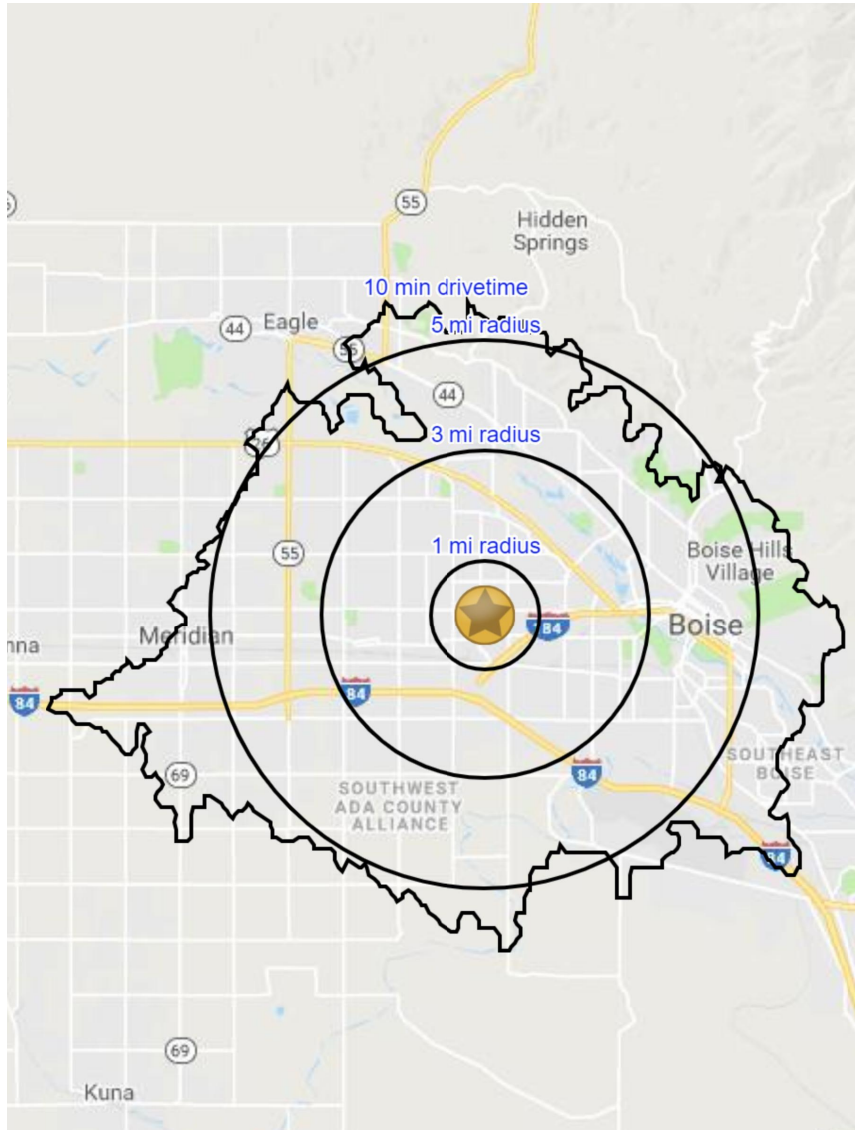 55
Hidden
Springs
10 min drivetime
44
Eagle
5 mi radius
55
44
3 mi radius
26
1 mi radius
55
Boise Hills
Village
84
Meridian
Boise
nna
84
84
SOUTHEAST
BOISE
69
84
SOUTHWEST
ADA COUNTY
ALLIANCE
84
69
Kuna